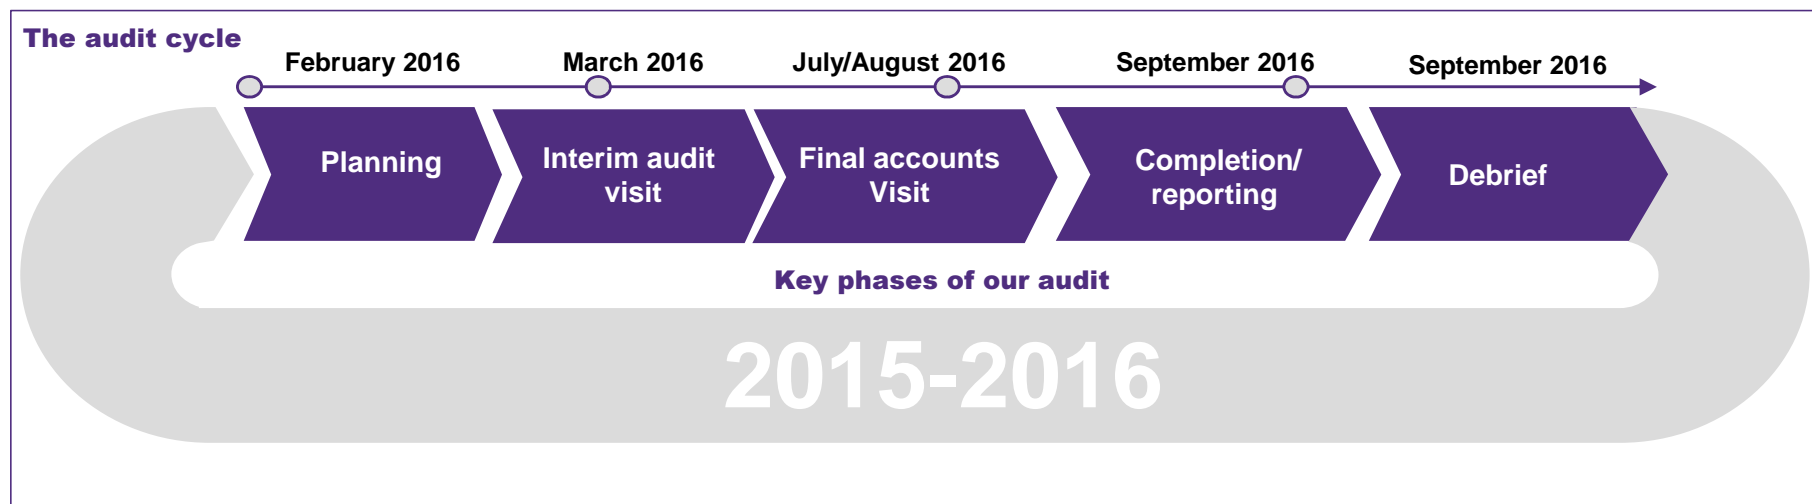 The audit cycle
February 2016
March 2016
July/August 2016
September 2016
September 2016
Planning
Interim audit
visit
Final accounts
Visit
Completion/
reporting
Debrief
Key phases of our audit
2015-2016